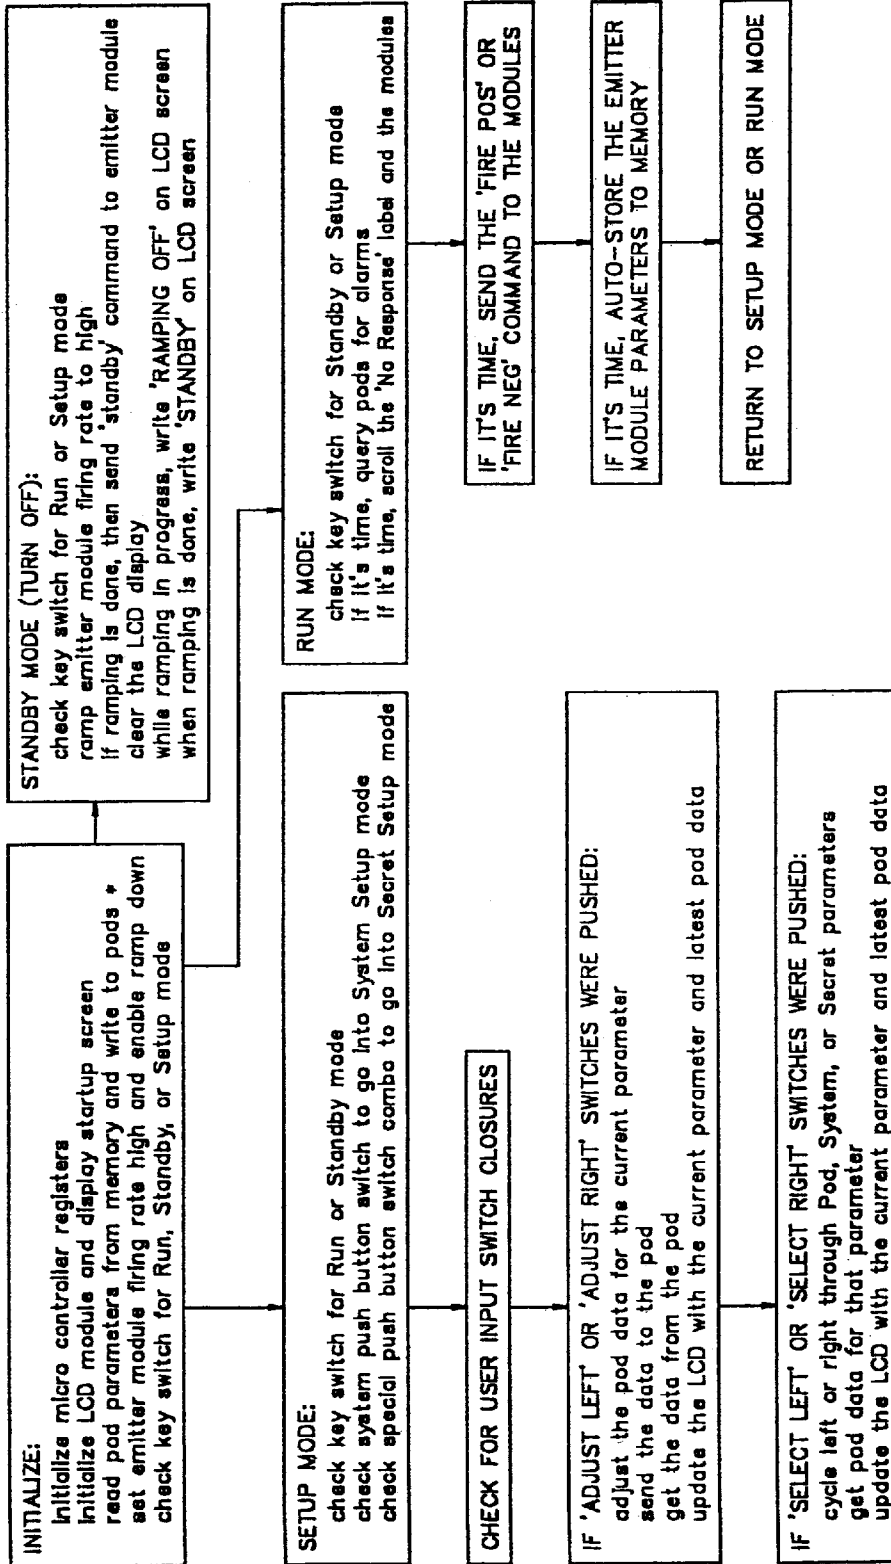 INITIALIZE:
Initialize micro controller registers
Initialize LCD module and display startup screen
read pod parameters from memory and write to pods *
set emitter module firing rate high and enable ramp down
check key switch for Run, Standby, or Setup mode
STANDBY MODE (TURN OFF):
check key switch for Run or Setup mode
ramp emitter module firing rate to high
if ramping is done, then send 'standby' command to emitter module
clear the LCD display
while ramping in progress, write 'RAMPING OFF' on LCD screen
when ramping is done, write 'STANDBY' on LCD screen
SETUP MODE:
check key switch for Run or Standby mode
check system push button switch to go into System Setup mode
check special push button switch combo to go into Secret Setup mode
RUN MODE:
check key switch for Standby or Setup mode
if it's time, query pods for alarms
if it's time, scroll the 'No Response' label and the modules
CHECK FOR USER INPUT SWITCH CLOSURES
IF IT'S TIME, SEND THE 'FIRE POS' OR
'FIRE NEG' COMMAND TO THE MODULES
IF 'ADJUST LEFT' OR 'ADJUST RIGHT' SWITCHES WERE PUSHED:
adjust the pod data for the current parameter
send the data to the pod
get the data from the pod
update the LCD with the current parameter and latest pod data
IF IT'S TIME, AUTO-STORE THE EMITTER
MODULE PARAMETERS TO MEMORY
RETURN TO SETUP MODE OR RUN MODE
IF 'SELECT LEFT' OR 'SELECT RIGHT' SWITCHES WERE PUSHED:
cycle left or right through Pod, System, or Secret parameters
get pod data for that parameter
update the LCD with the current parameter and latest pod data